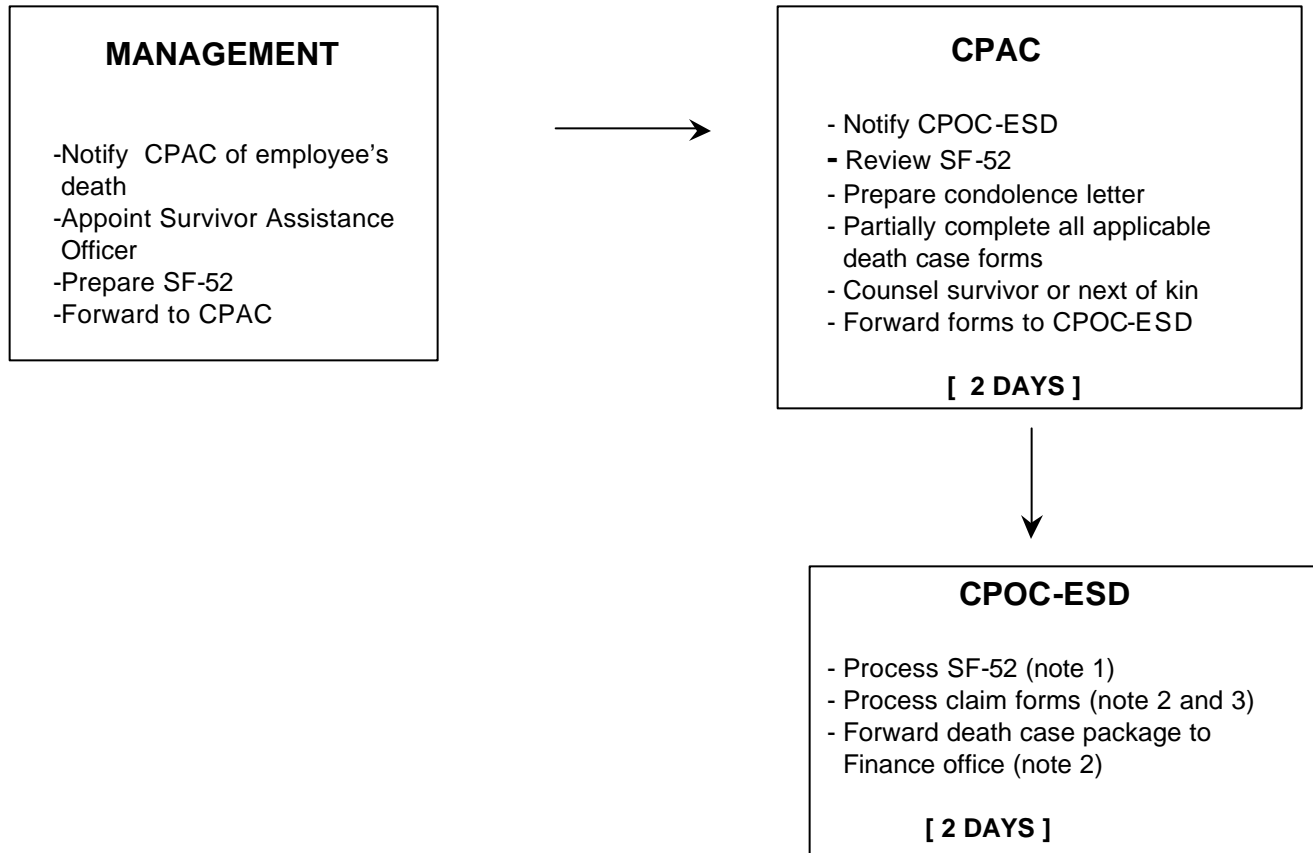 MANAGEMENT
-Notify CPAC of employee's
death
-Appoint Survivor Assistance
Officer
-Prepare SF-52
-Forward to CPAC
CPAC
- Notify CPOC-ESD
- Review SF-52
- Prepare condolence letter
- Partially complete all applicable
death case forms
- Counsel survivor or next of kin
- Forward forms to CPOC-ESD
[ 2 DAYS ]
CPOC-ESD
- Process SF-52 (note 1)
- Process claim forms (note 2 and 3)
- Forward death case package to
Finance office (note 2)
[ 2 DAYS ]